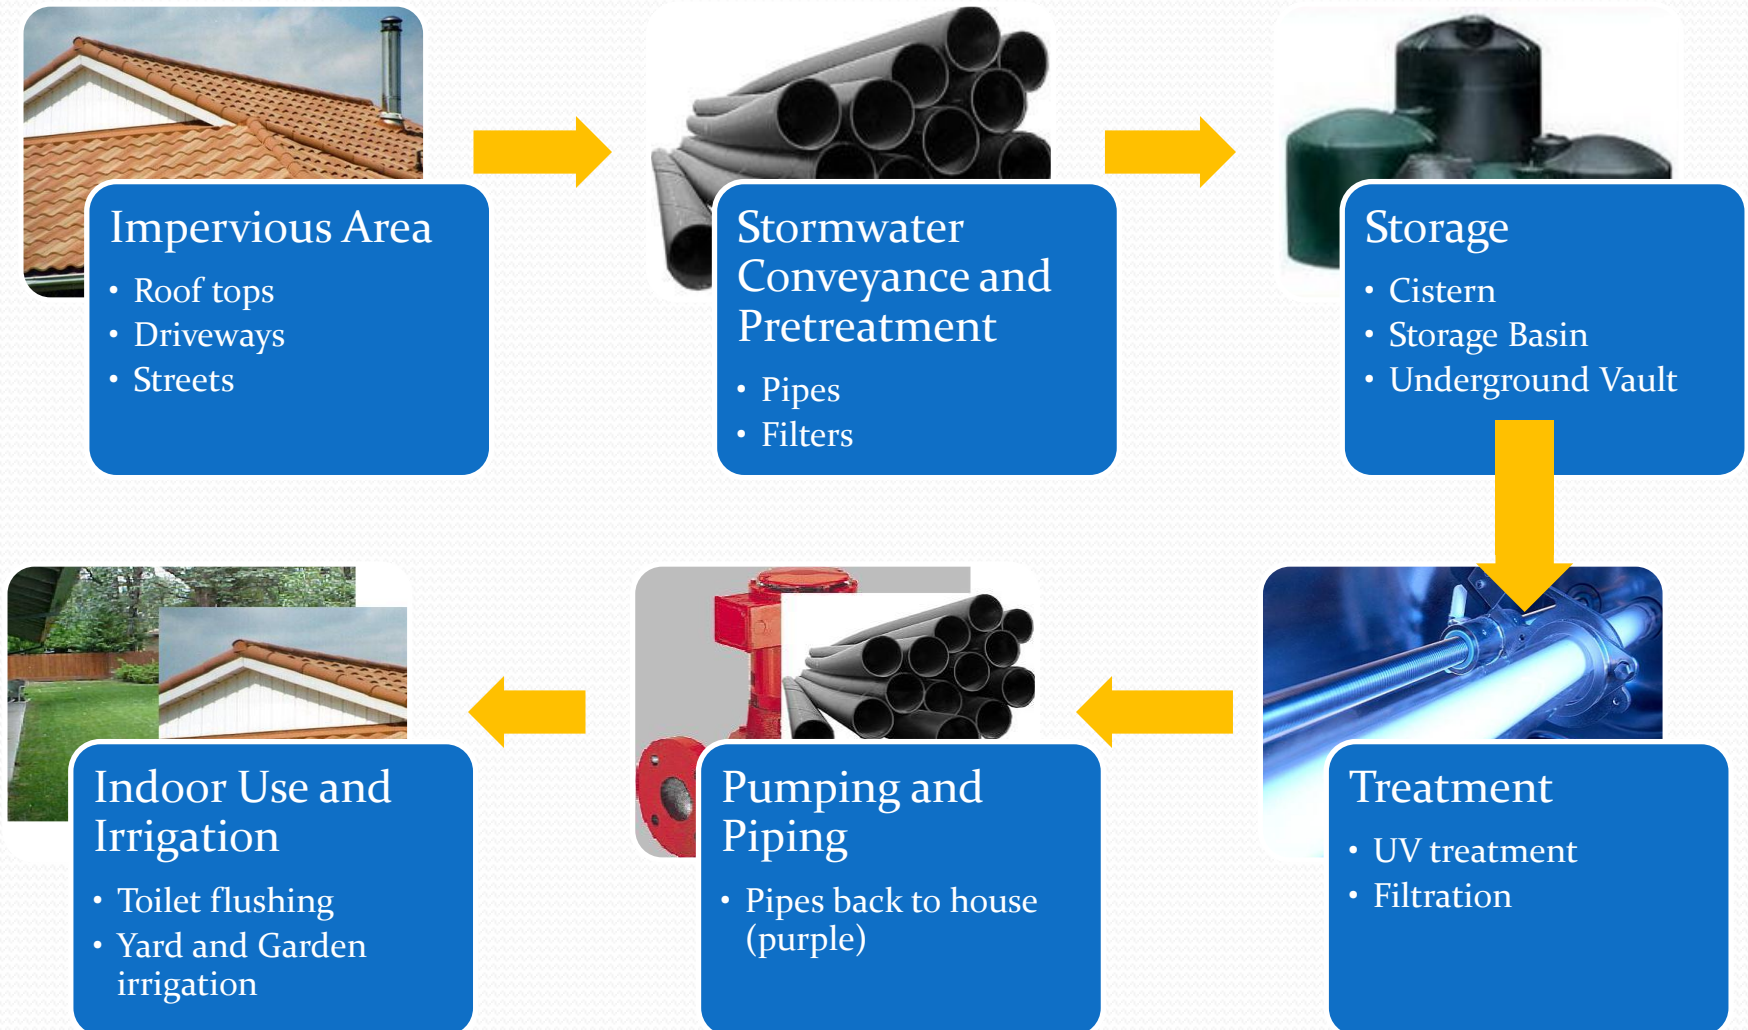 Impervious Area
• Roof tops
• Driveways
• Streets
Stormwater
Conveyance and
Pretreatment
• Pipes
• Filters
Storage
• Cistern
• Storage Basin
• Underground Vault
Treatment
• UV treatment
• Filtration
Pumping and
Piping
• Pipes back to house
(purple)
Indoor Use and
Irrigation
• Toilet flushing
• Yard and Garden
irrigation